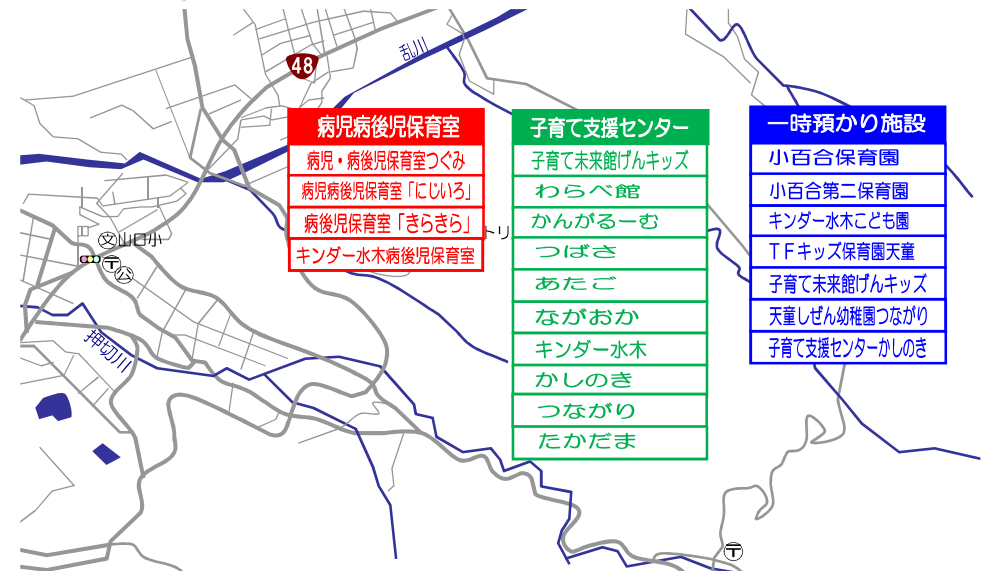 乱川
48
病児病後児保育室
病児・病後児保育室つぐみ
病児病後児保育室「にじいろ」
病後児保育室「きらきら」
キンダー水木病後児保育室
トリ
子育て支援センター
子育て未来館げんキッズ
わらべ館
かんがるーむ
つばさ
あたご
ながおか
キンダー水木
かしのき
つながり
たかだま
一時預かり施設
小百合保育園
小百合第二保育園
キンダー水木こども園
TFキッズ保育園天童
子育て未来館げんキッズ
天童しぜん幼稚園つながり
子育て支援センターかしのき
文山口小
〒
公
押切川
〒